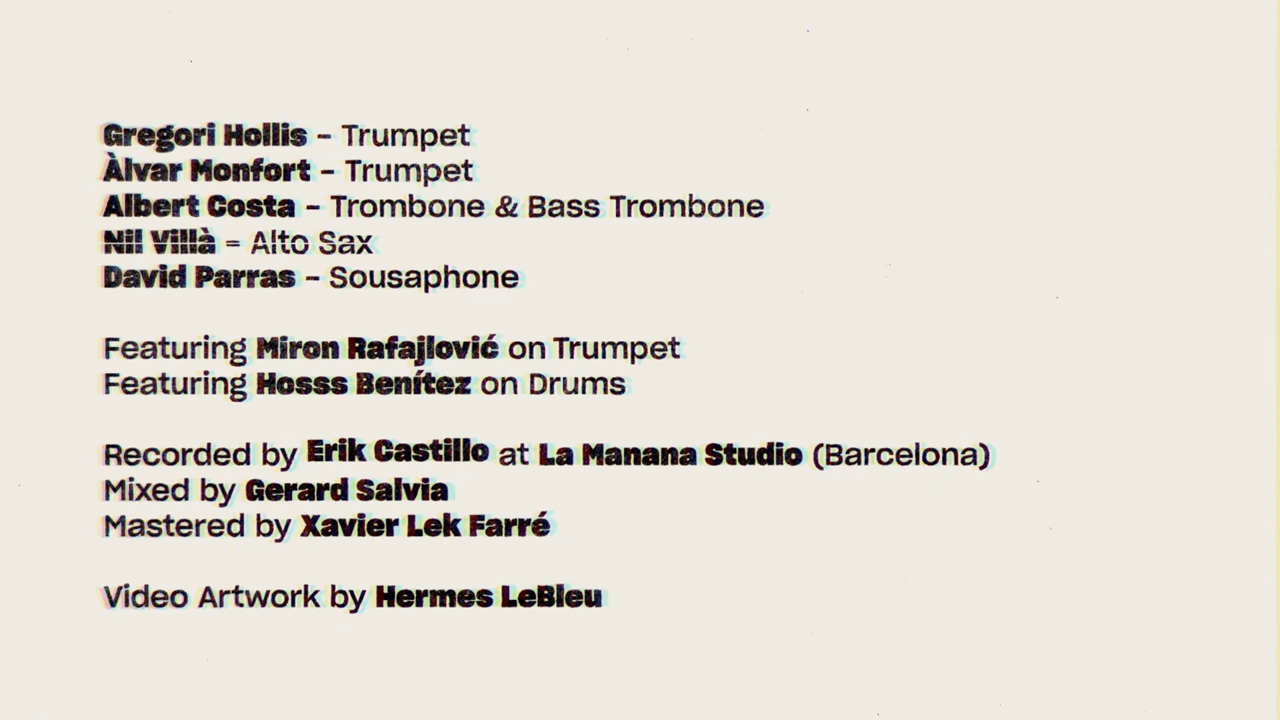 Gregori Hollis – Trumpet
Àlvar Monfort – Trumpet
Albert Costa – Trombone & Bass Trombone
Nil Villà – Alto Sax
David Parras – Sousaphone
Featuring Miron Rafajlović on Trumpet
Featuring Hosss Benítez on Drums
Recorded by Erik Castillo at La Manana Studio (Barcelona)
Mixed by Gerard Salvia
Mastered by Xavier Lek Farré
Video Artwork by Hermes LeBleu